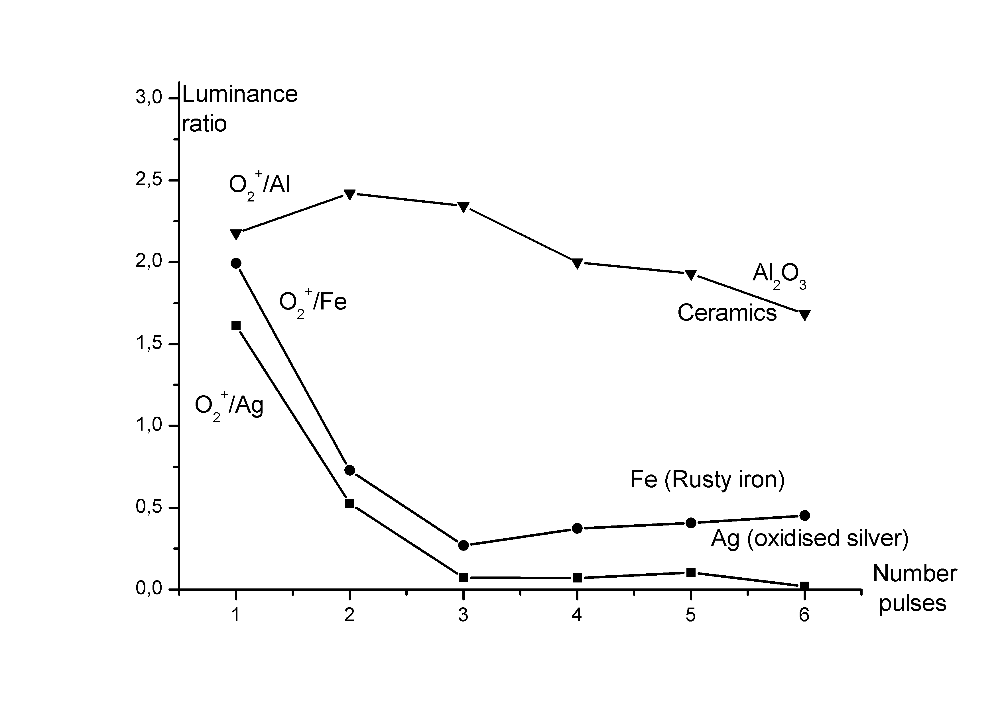 Luminance
ratio
3,0
2,5
2,0
1,5
1,0
0,5
0,0
O₂⁺/Al
O₂⁺/Fe
O₂⁺/Ag
Al₂O₃
Ceramics
Fe (Rusty iron)
Ag (oxidised silver)
Number
pulses
1 2 3 4 5 6